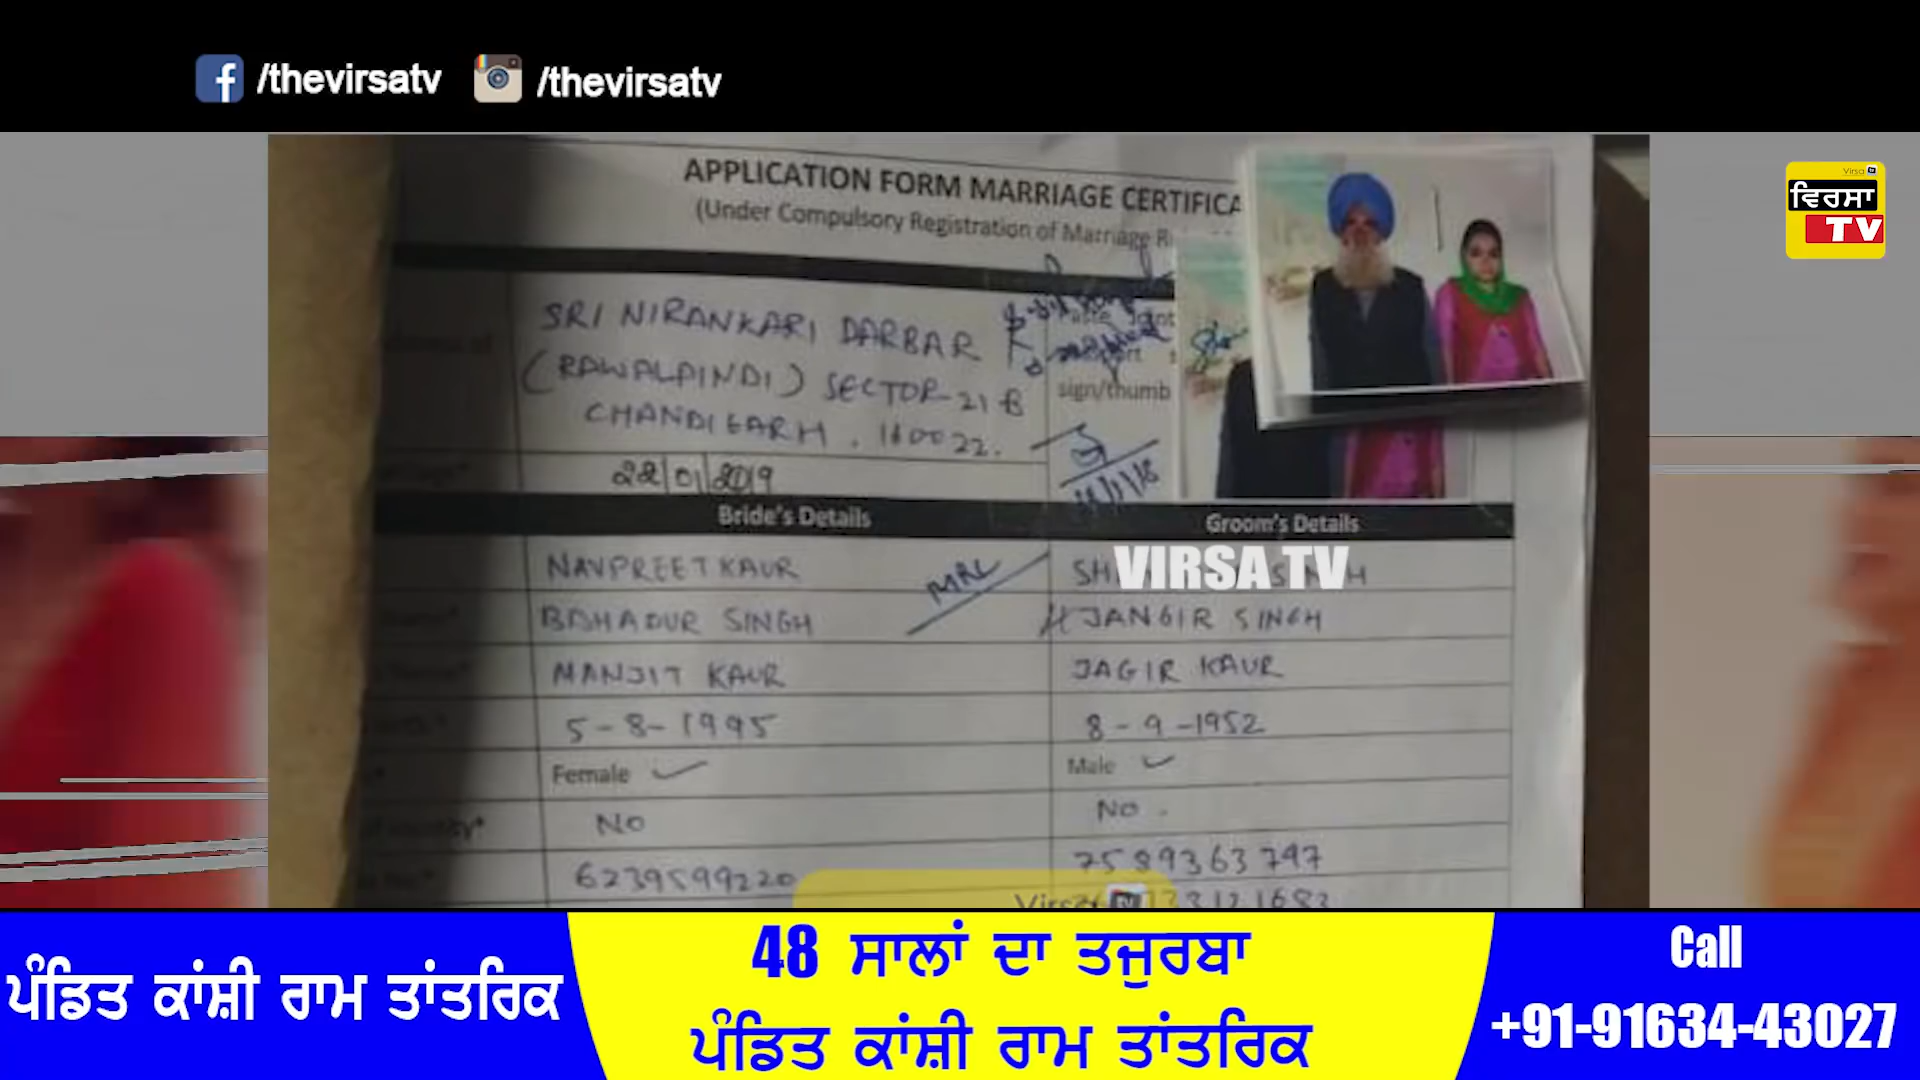 /thevirsatv /thevirsatv
Virsa tv
ਵਿਰਸਾ
TV
APPLICATION FORM MARRIAGE CERTIFICA
(Under Compulsory Registration of Marriage R
SRI NIRANKARI DARBAR
(RAWALPINDI) SECTOR-21 B
CHANDIGARH. 160022.
sign/thumb
22/01/2019
Bride's Details Groom's Details
NAVPREET KAUR
MRL
VIRSA TV
BAHADUR SINGH JANGIR SINGH
MANJIT KAUR JAGIR KAUR
5-8-1995 8-9-1952
Female Male
NO NO.
6239599220 7589363797
ਪੰਡਿਤ ਕਾਂਸ਼ੀ ਰਾਮ ਤਾਂਤਰਿਕ
48 ਸਾਲਾਂ ਦਾ ਤਜੁਰਬਾ
ਪੰਡਿਤ ਕਾਂਸ਼ੀ ਰਾਮ ਤਾਂਤਰਿਕ
Call
+91-91634-43027